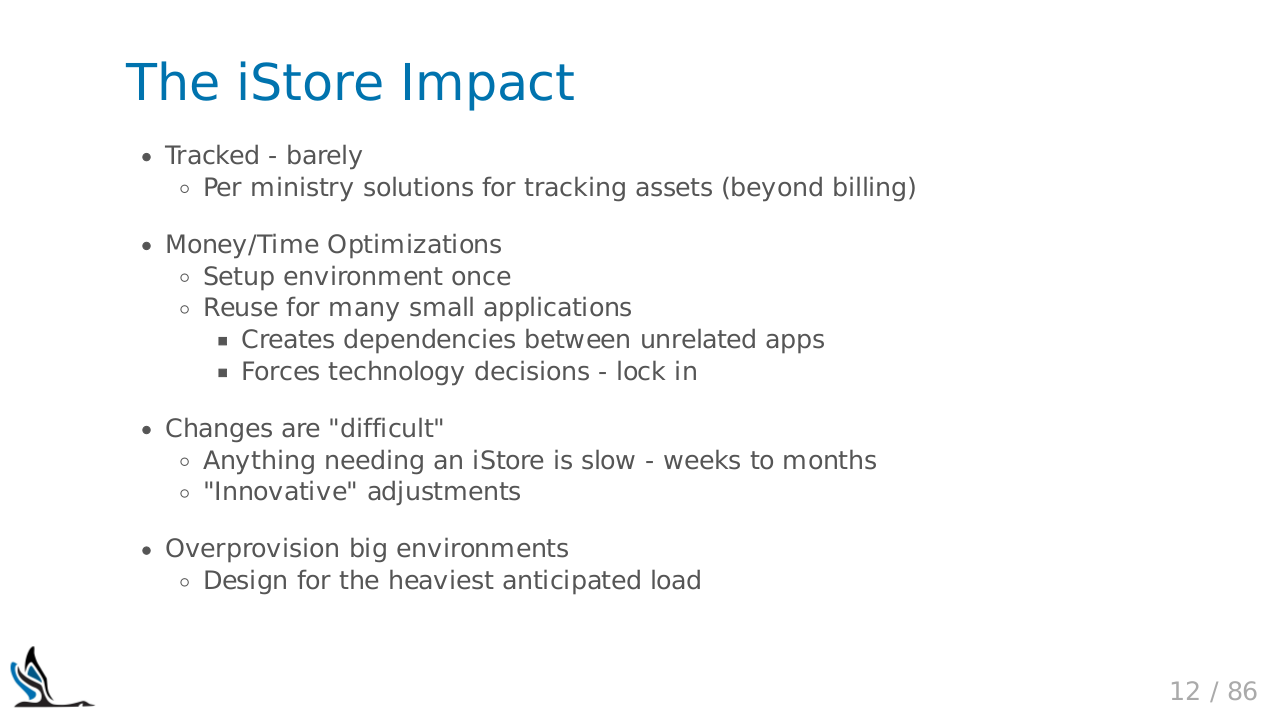 The iStore Impact
• Tracked - barely
◦ Per ministry solutions for tracking assets (beyond billing)
• Money/Time Optimizations
◦ Setup environment once
◦ Reuse for many small applications
▪ Creates dependencies between unrelated apps
▪ Forces technology decisions - lock in
• Changes are "difficult"
◦ Anything needing an iStore is slow - weeks to months
◦ "Innovative" adjustments
• Overprovision big environments
◦ Design for the heaviest anticipated load
12 / 86